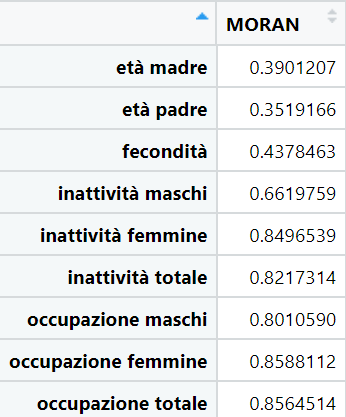 MORAN
età madre 0.3901207
età padre 0.3519166
fecondità 0.4378463
inattività maschi 0.6619759
inattività femmine 0.8496539
inattività totale 0.8217314
occupazione maschi 0.8010590
occupazione femmine 0.8588112
occupazione totale 0.8564514